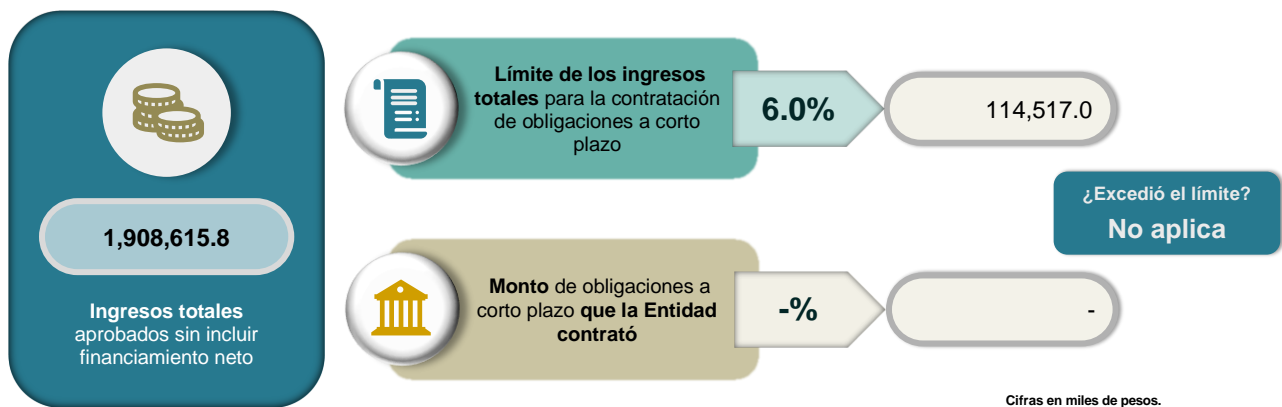 1,908,615.8
Ingresos totales
aprobados sin incluir
financiamiento neto
Límite de los ingresos
totales para la contratación
de obligaciones a corto
plazo
6.0%
114,517.0
¿Excedió el límite?
No aplica
Monto de obligaciones a
corto plazo que la Entidad
contrató
-%
-
Cifras en miles de pesos.